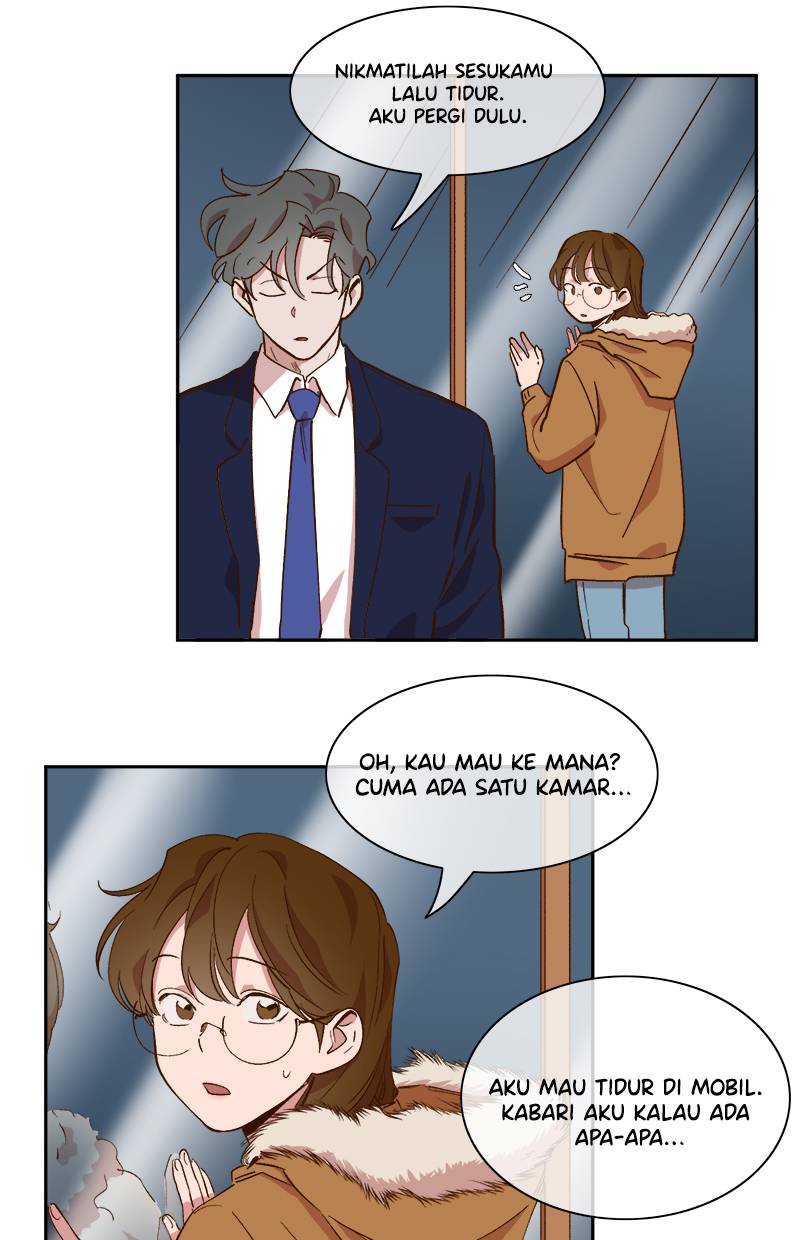 NIKMATILAH SESUKAMU
LALU TIDUR.
AKU PERGI DULU.
OH, KAU MAU KE MANA?
CUMA ADA SATU KAMAR...
AKU MAU TIDUR DI MOBIL.
KABARI AKU KALAU ADA
APA-APA...